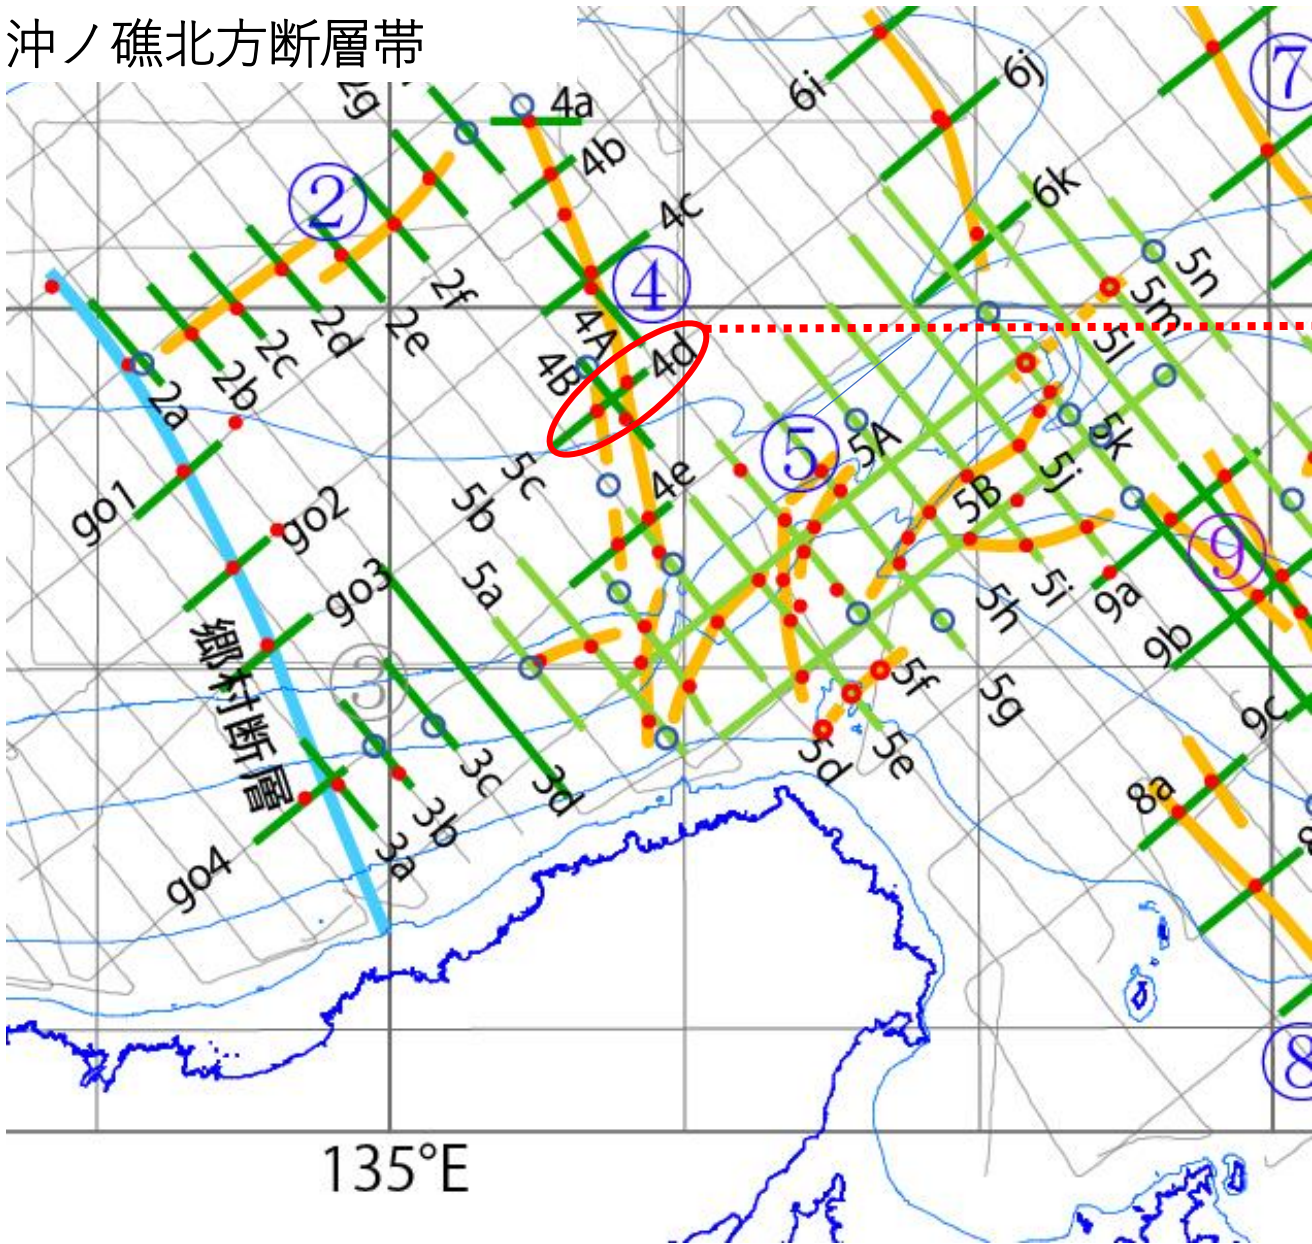 沖ノ礁北方断層帯
2g
4a
4b
4c
②
④
6i
6j
6k
⑦
5n
5m
5l
2f
2e
2d
2c
2b
2a
4A
4B
4d
4e
⑤
5A
5B
5k
5j
5c
5b
5a
go1
go2
go3
go4
郷村断層
③
3d
3c
3b
3a
5d
5e
5f
5g
5h
5i
9a
9b
9c
⑨
8a
⑧
135°E